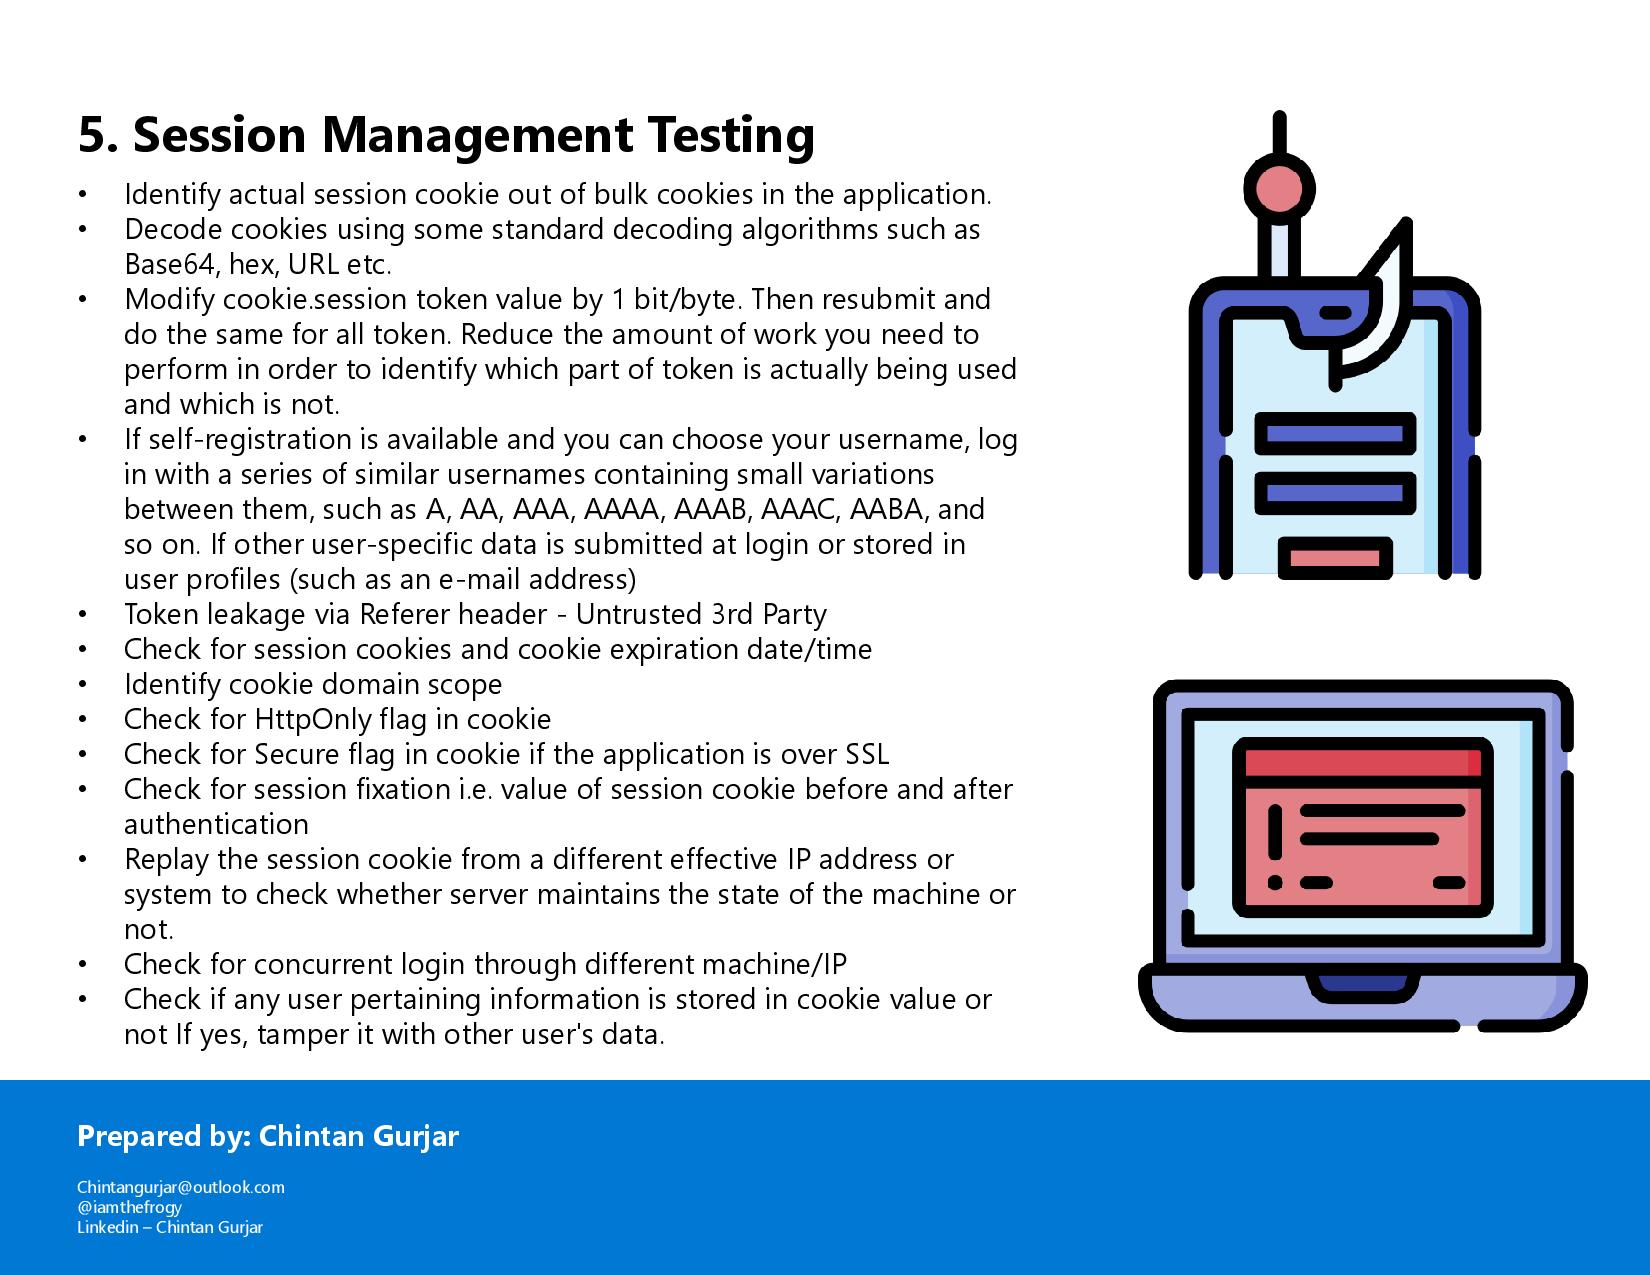 5. Session Management Testing
• Identify actual session cookie out of bulk cookies in the application.
• Decode cookies using some standard decoding algorithms such as
Base64, hex, URL etc.
• Modify cookie.session token value by 1 bit/byte. Then resubmit and
do the same for all token. Reduce the amount of work you need to
perform in order to identify which part of token is actually being used
and which is not.
• If self-registration is available and you can choose your username, log
in with a series of similar usernames containing small variations
between them, such as A, AA, AAA, AAAA, AAAB, AAAC, AABA, and
so on. If other user-specific data is submitted at login or stored in
user profiles (such as an e-mail address)
• Token leakage via Referer header - Untrusted 3rd Party
• Check for session cookies and cookie expiration date/time
• Identify cookie domain scope
• Check for HttpOnly flag in cookie
• Check for Secure flag in cookie if the application is over SSL
• Check for session fixation i.e. value of session cookie before and after
authentication
• Replay the session cookie from a different effective IP address or
system to check whether server maintains the state of the machine or
not.
• Check for concurrent login through different machine/IP
• Check if any user pertaining information is stored in cookie value or
not If yes, tamper it with other user's data.
Prepared by: Chintan Gurjar
Chintangurjar@outlook.com
@iamthefrogy
Linkedin – Chintan Gurjar